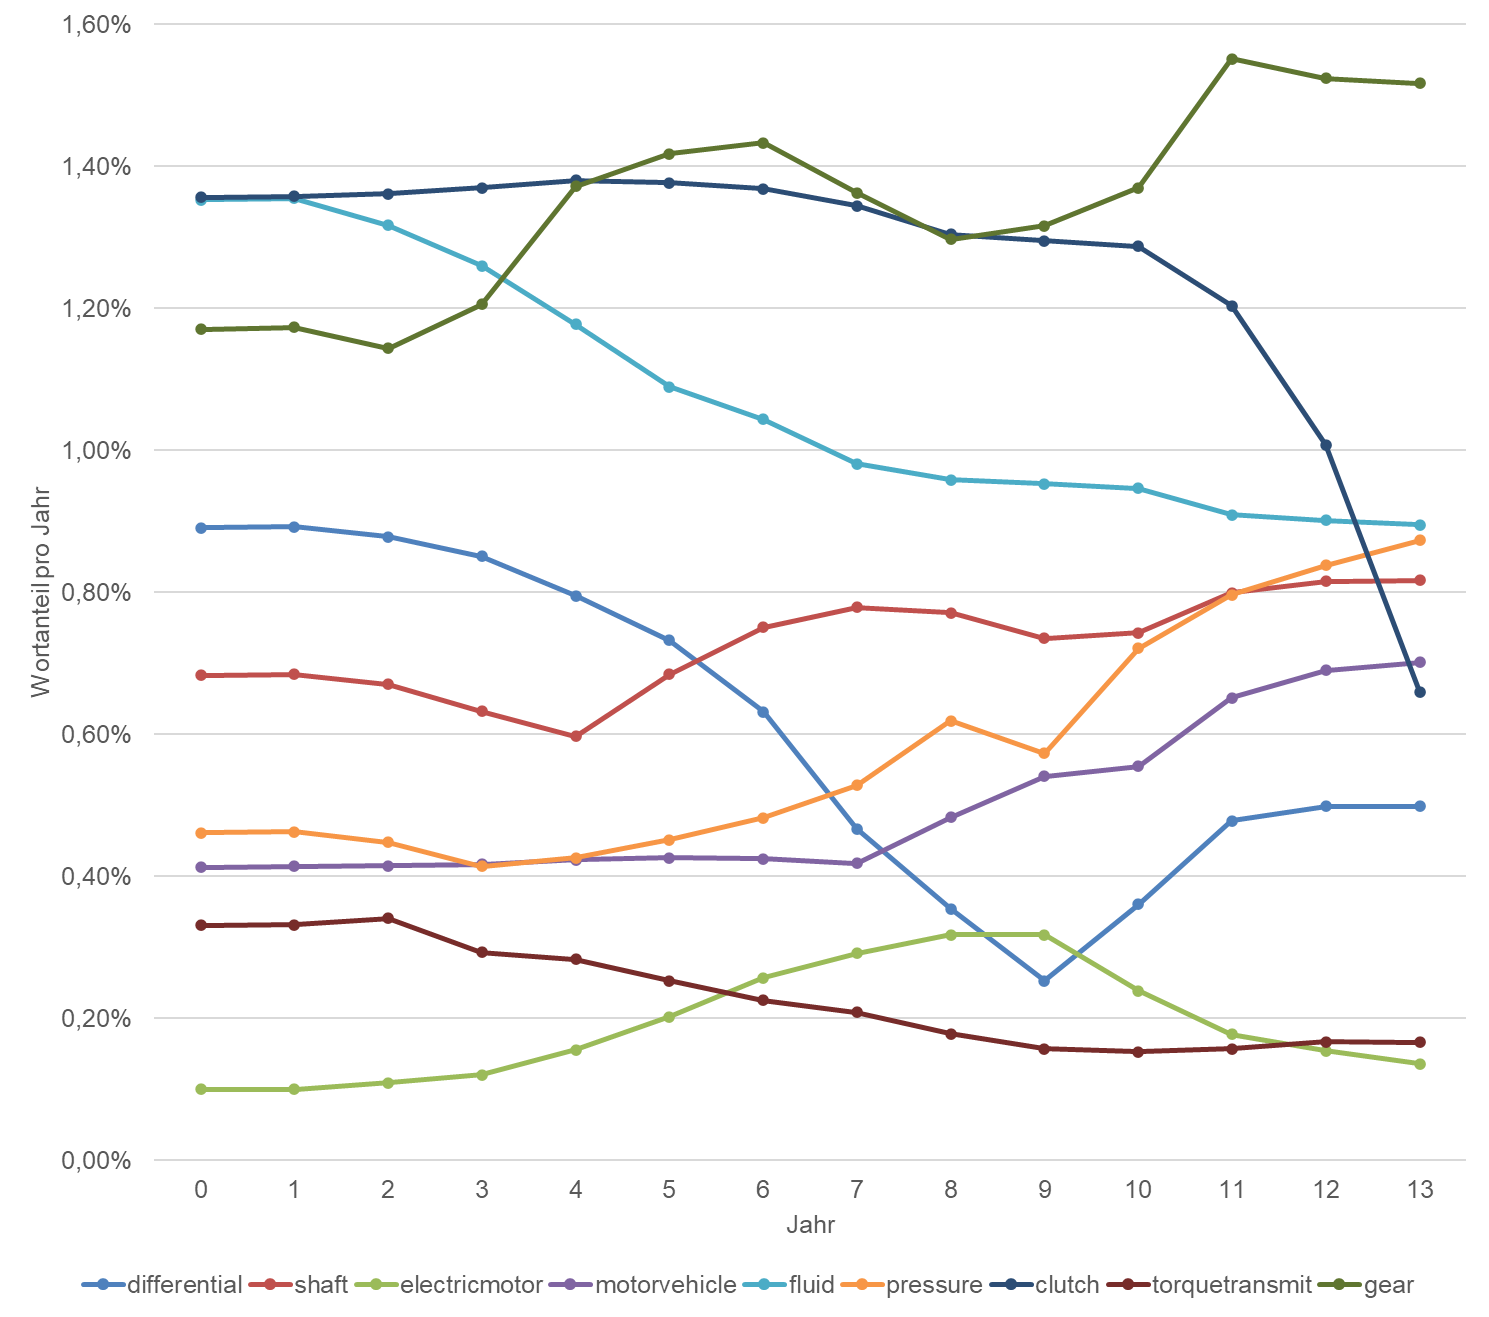 1,60%
1,40%
1,20%
1,00%
0,80%
0,60%
0,40%
0,20%
0,00%
Wortanteil pro Jahr
0 1 2 3 4 5 6 7 8 9 10 11 12 13
Jahr
differential shaft electricmotor motorvehicle fluid pressure clutch torquetransmit gear